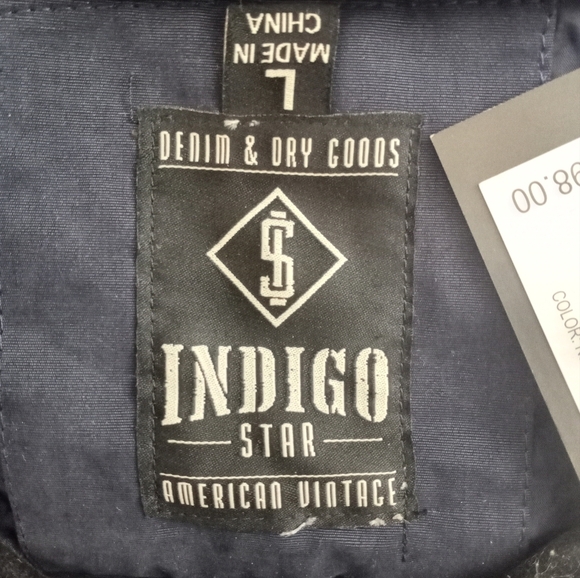 L
MADE IN
CHINA
DENIM & DRY GOODS
IS
INDIGO
STAR
AMERICAN VINTAGE
98.00
COLOR: